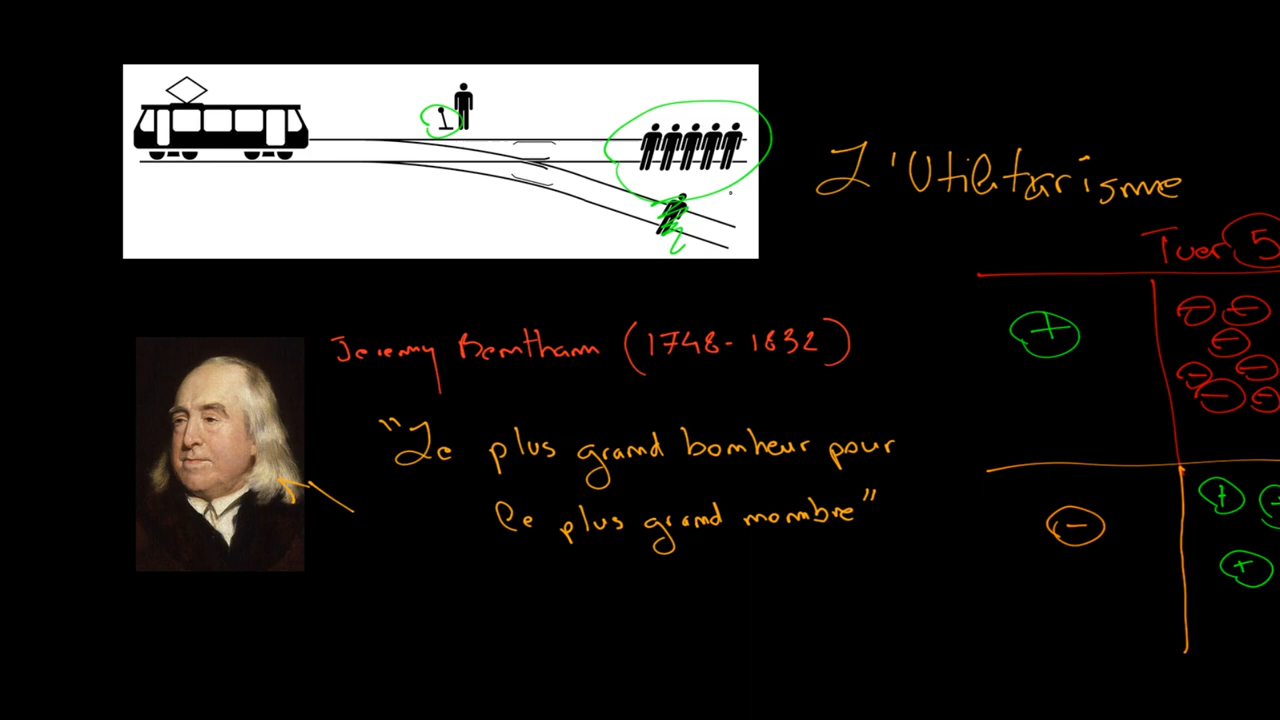 L'Utilitarisme
Tuer 5
+
-
Jeremy Bentham (1748-1832)
"Le plus grand bonheur pour
le plus grand nombre"